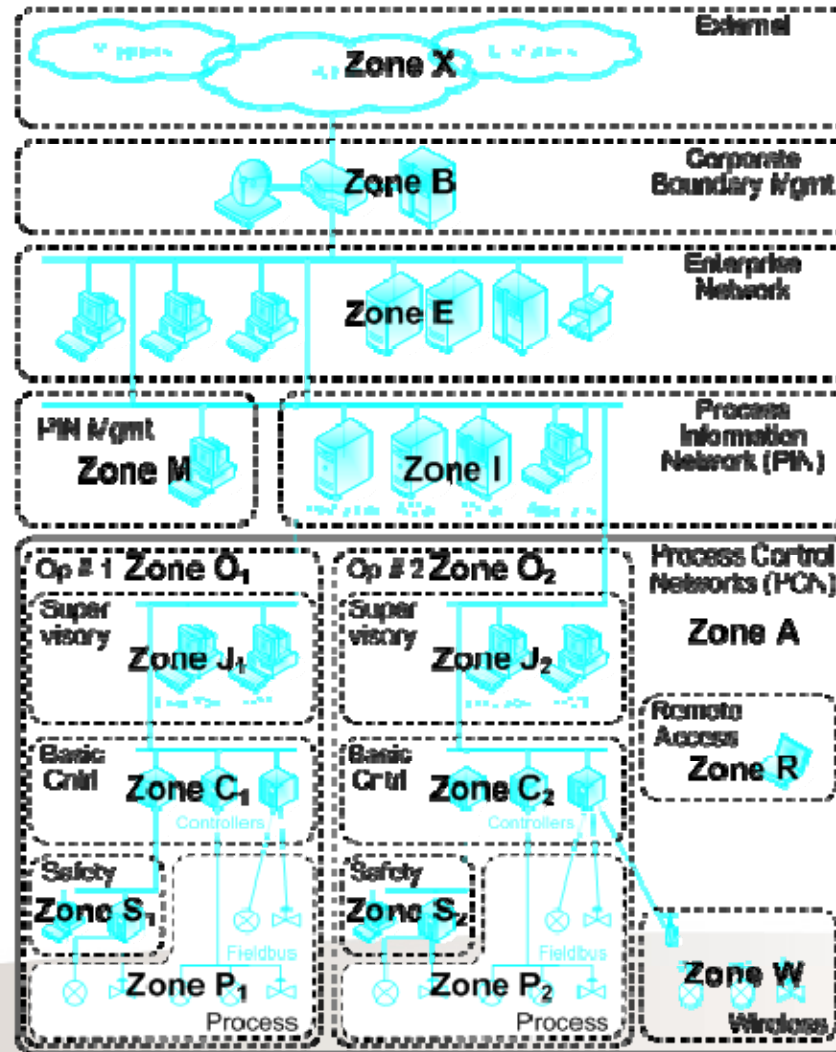 External
Zone X
Corporate
Boundary Mgmt
Zone B
Enterprise
Network
Zone E
PIN Mgmt
Zone M
Zone I
Process
Information
Network (PIN)
Op # 1 Zone O₁
Op # 2 Zone O₂
Process Control
Networks (PCN)
Zone A
Super
visory
Zone J₁
Super
visory
Zone J₂
Remote
Access
Zone R
Basic
Cntrl
Zone C₁
Controllers
Basic
Cntrl
Zone C₂
Controllers
Safety
Zone S₁
Fieldbus
Safety
Zone S₂
Fieldbus
Zone P₁
Process
Zone P₂
Process
Zone W
Wireless